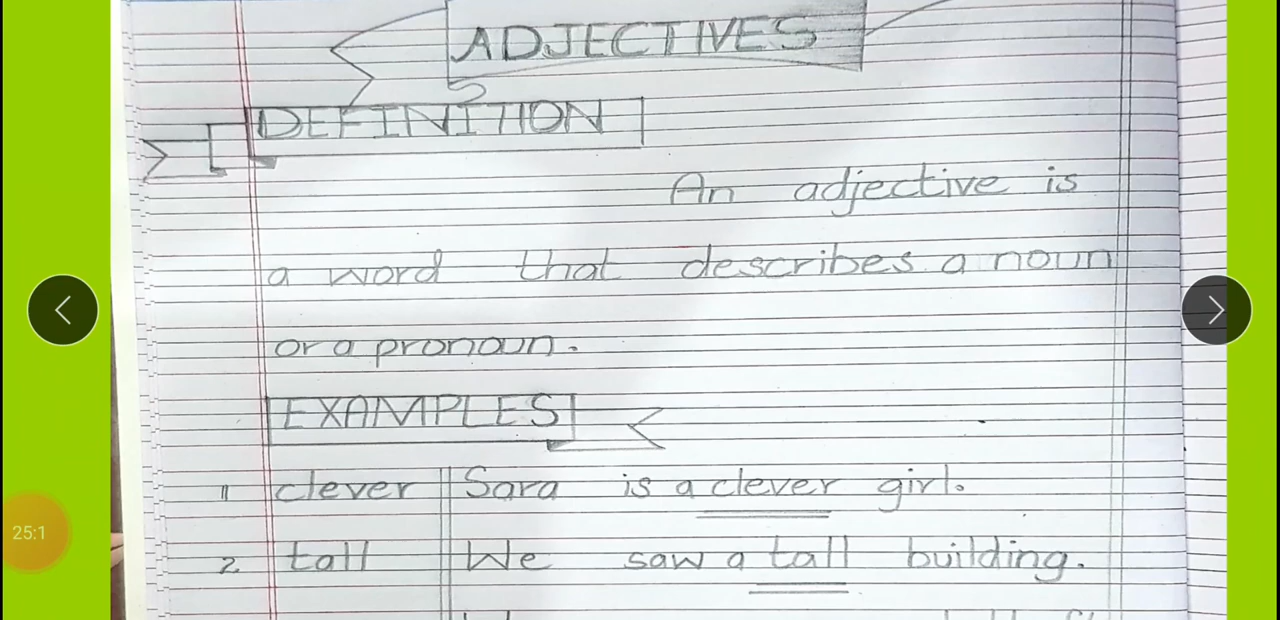 ADJECTIVES
DEFINITION
An adjective is
a word that describes a noun
or a pronoun.
EXAMPLES
1 clever Sara is a clever girl.
2 tall We saw a tall building.
25:1